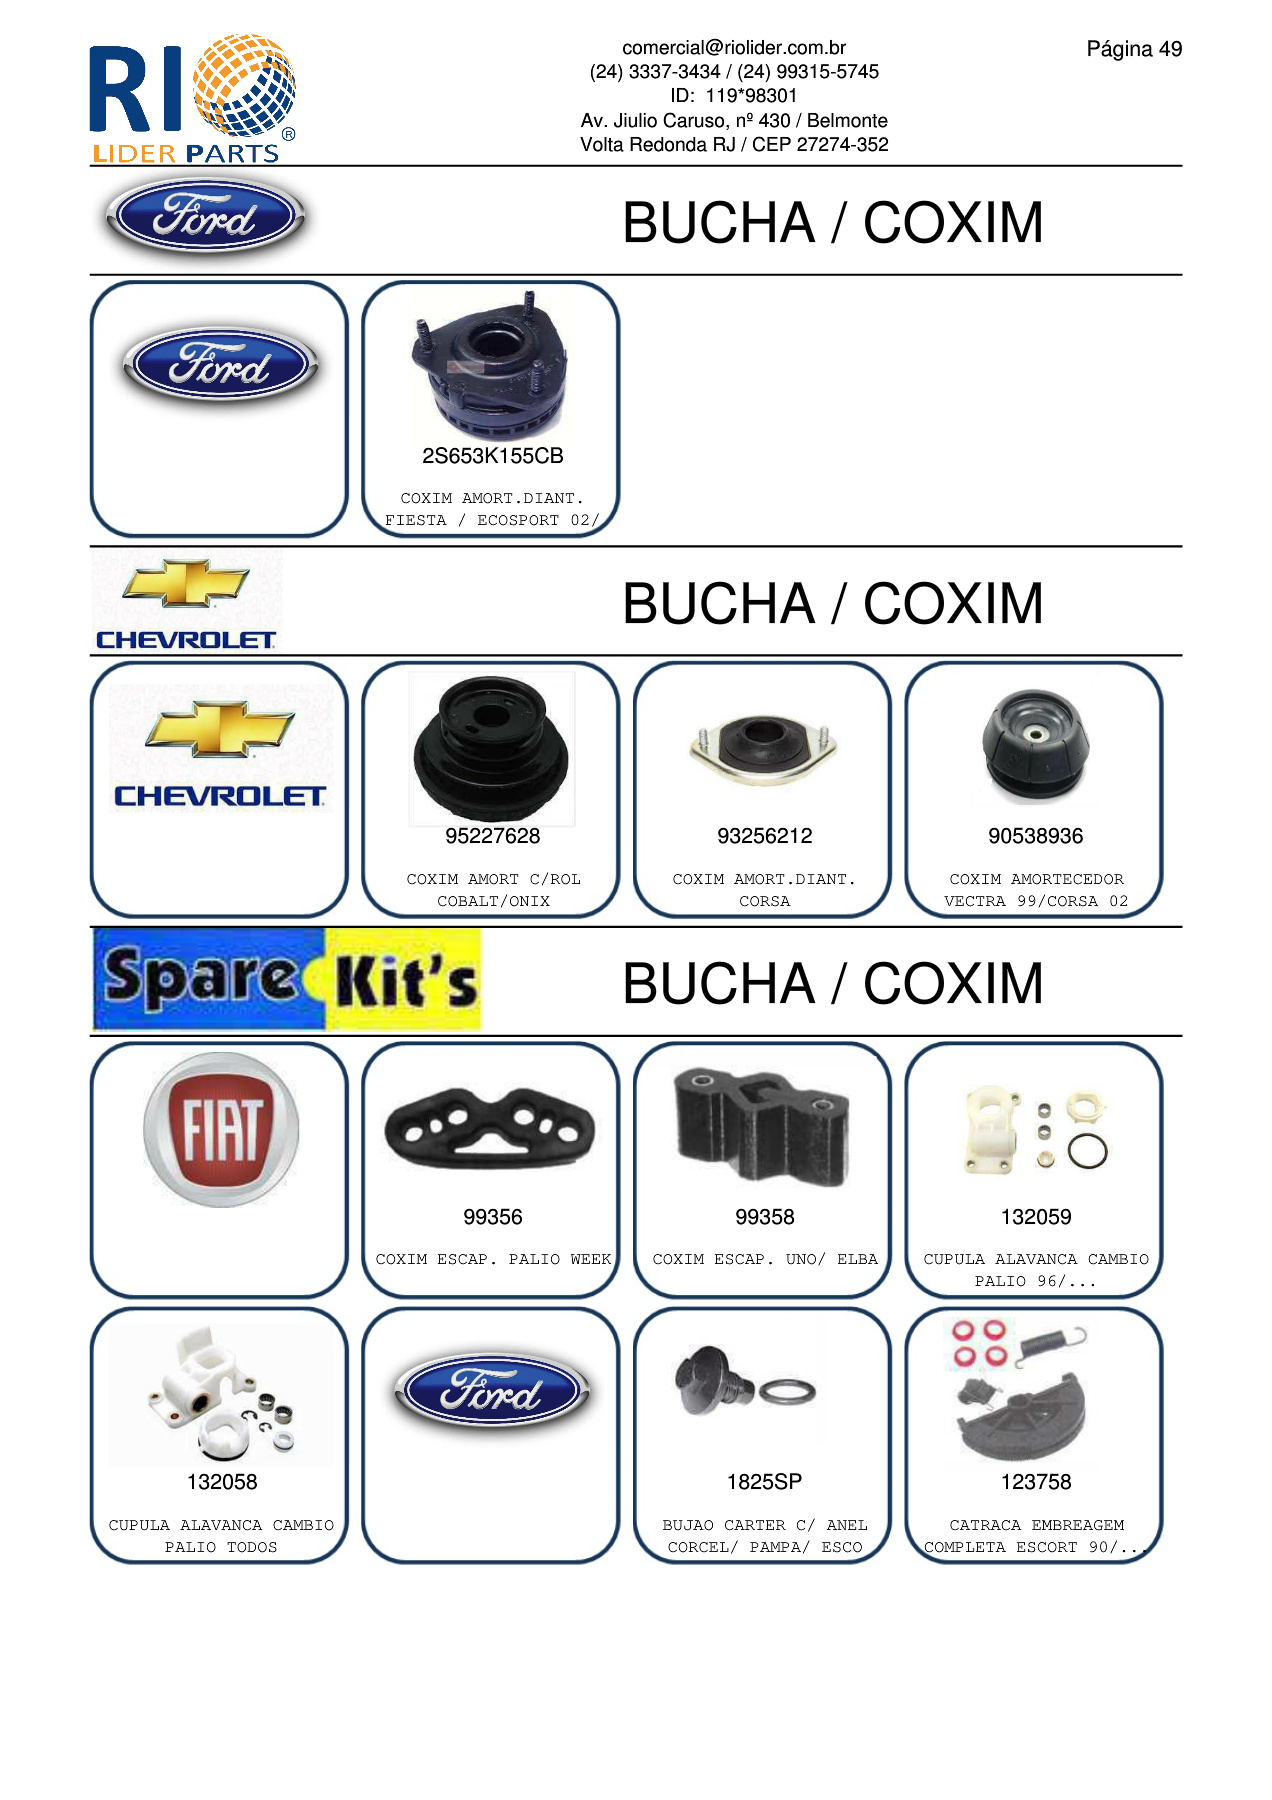 RIO
®
LIDER PARTS
comercial@riolider.com.br
(24) 3337-3434 / (24) 99315-5745
ID: 119*98301
Av. Jiulio Caruso, nº 430 / Belmonte
Volta Redonda RJ / CEP 27274-352
Página 49
Ford
BUCHA / COXIM
Ford
2S653K155CB
COXIM AMORT.DIANT.
FIESTA / ECOSPORT 02/
CHEVROLET
BUCHA / COXIM
CHEVROLET
95227628
COXIM AMORT C/ROL
COBALT/ONIX
93256212
COXIM AMORT.DIANT.
CORSA
90538936
COXIM AMORTECEDOR
VECTRA 99/CORSA 02
Spare Kit's
BUCHA / COXIM
FIAT
99356
COXIM ESCAP. PALIO WEEK
99358
COXIM ESCAP. UNO/ ELBA
132059
CUPULA ALAVANCA CAMBIO
PALIO 96/...
132058
CUPULA ALAVANCA CAMBIO
PALIO TODOS
Ford
1825SP
BUJAO CARTER C/ ANEL
CORCEL/ PAMPA/ ESCO
123758
CATRACA EMBREAGEM
COMPLETA ESCORT 90/...